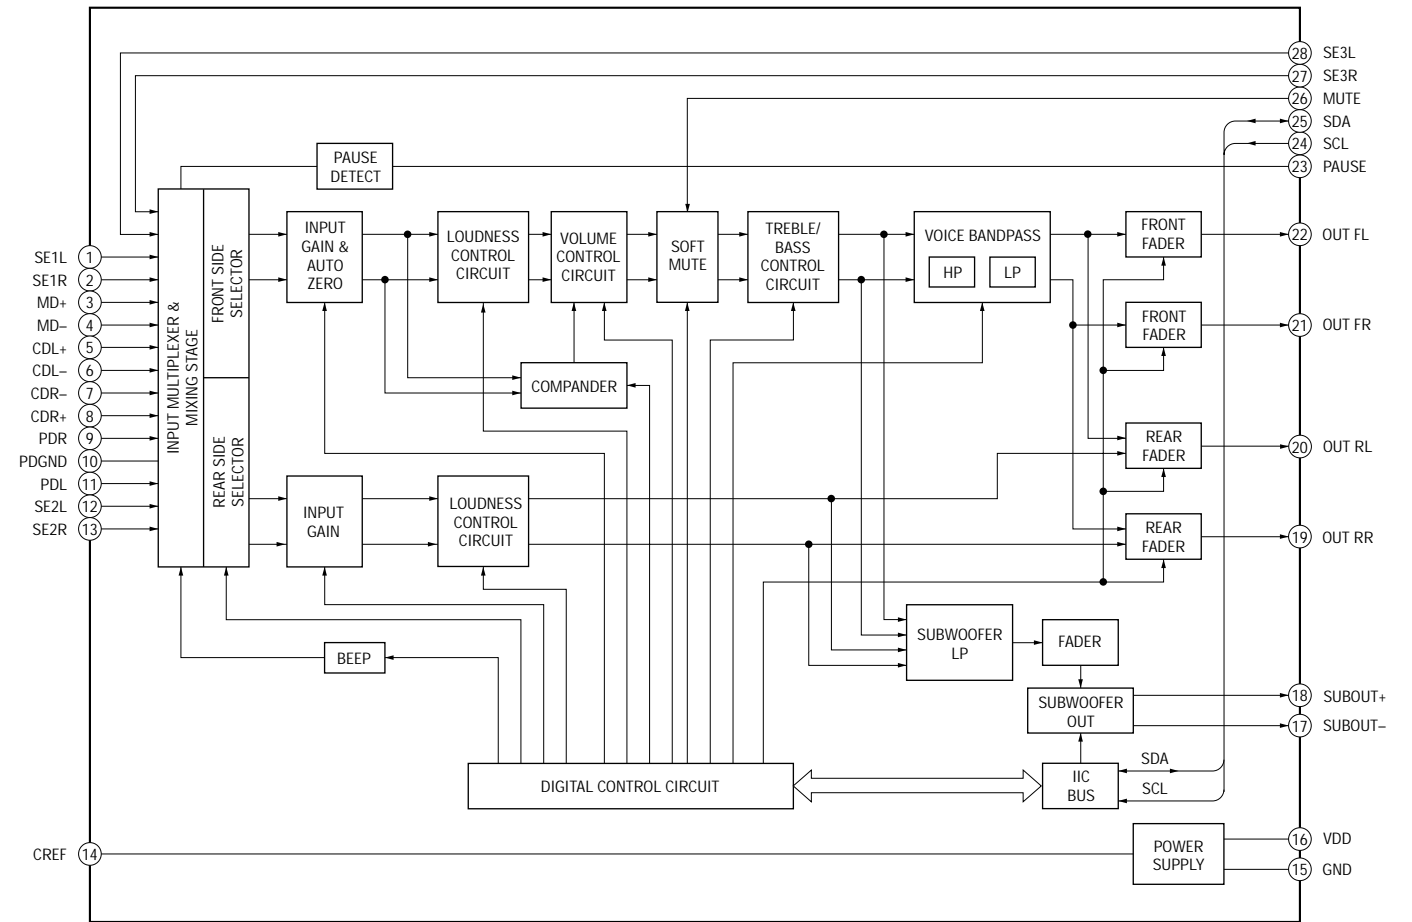 28 SE3L
27 SE3R
26 MUTE
25 SDA
24 SCL
23 PAUSE
PAUSE
DETECT
INPUT MULTIPLEXER &
MIXING STAGE
FRONT SIDE
SELECTOR
REAR SIDE
SELECTOR
INPUT
GAIN &
AUTO
ZERO
LOUDNESS
CONTROL
CIRCUIT
VOLUME
CONTROL
CIRCUIT
SOFT
MUTE
TREBLE/
BASS
CONTROL
CIRCUIT
VOICE BANDPASS
HP
LP
FRONT
FADER
22 OUT FL
SE1L 1
SE1R 2
MD+ 3
MD– 4
CDL+ 5
CDL– 6
CDR– 7
CDR+ 8
PDR 9
PDGND 10
PDL 11
SE2L 12
SE2R 13
FRONT
FADER
21 OUT FR
COMPANDER
REAR
FADER
20 OUT RL
INPUT
GAIN
LOUDNESS
CONTROL
CIRCUIT
REAR
FADER
19 OUT RR
BEEP
SUBWOOFER
LP
FADER
SUBWOOFER
OUT
18 SUBOUT+
17 SUBOUT–
DIGITAL CONTROL CIRCUIT
IIC
BUS
SDA
SCL
CREF 14
POWER
SUPPLY
16 VDD
15 GND